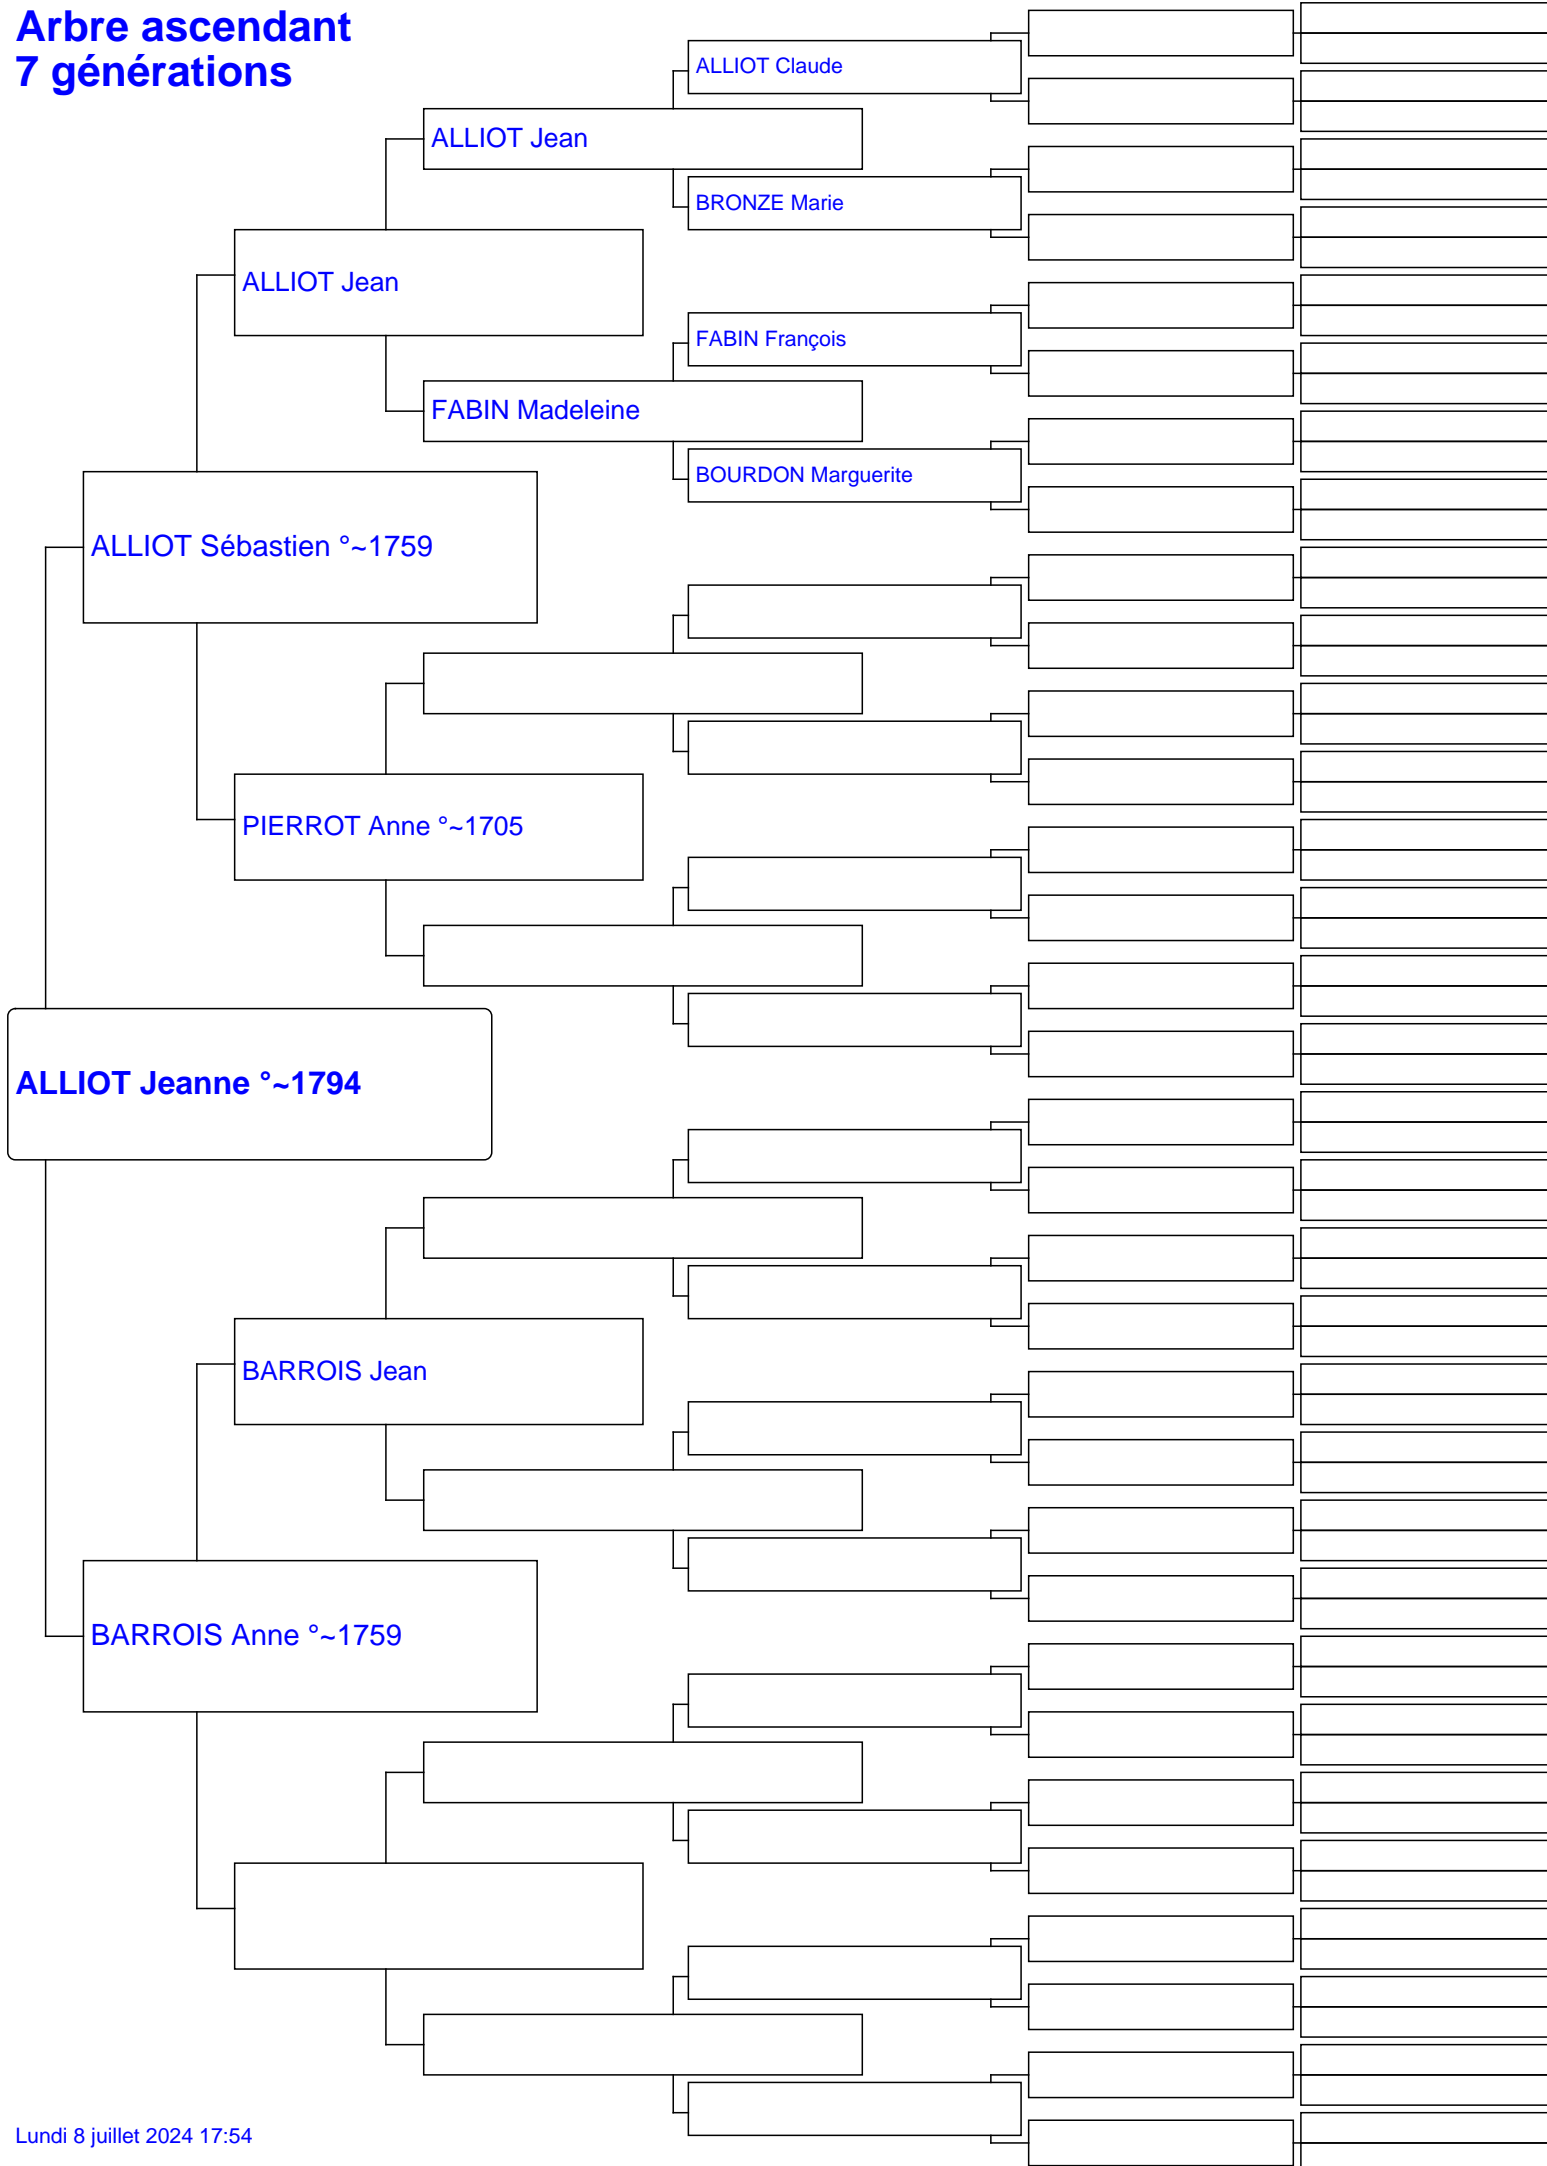 Arbre ascendant
7 générations
ALLIOT Claude
ALLIOT Jean
BRONZE Marie
ALLIOT Jean
FABIN François
FABIN Madeleine
BOURDON Marguerite
ALLIOT Sébastien °~1759
PIERROT Anne °~1705
ALLIOT Jeanne °~1794
BARROIS Jean
BARROIS Anne °~1759
Lundi 8 juillet 2024 17:54